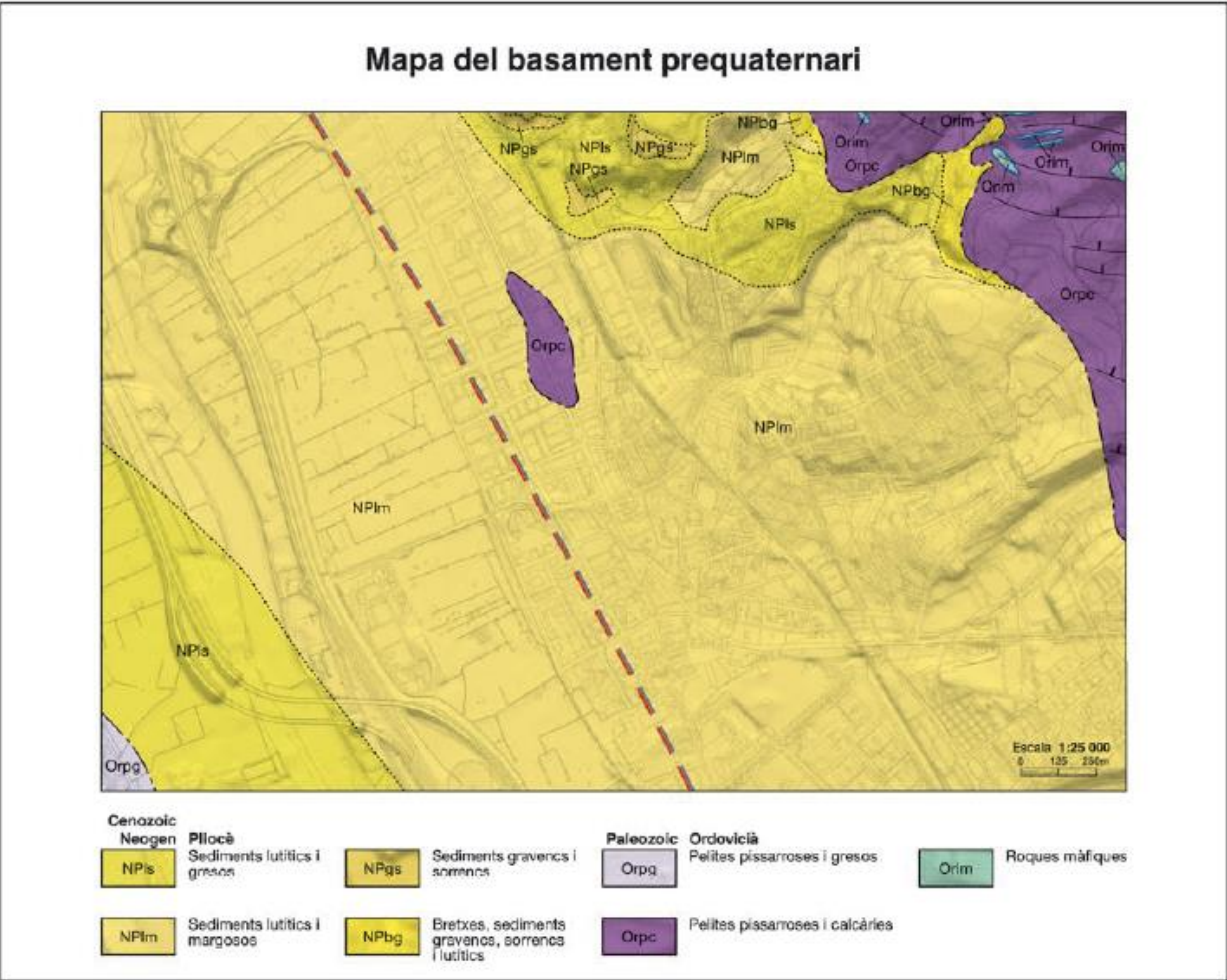 Mapa del basament prequaternari
NPbg
Orim
NPgs
NPls
NPgs
NPlm
Orim
Orpc
Orim
Orim
NPgs
NPbg
Orim
NPls
Orpc
Orpc
NPlm
NPlm
NPls
Orpg
Escala 1:25 000
0 125 250m
Cenozoic
Neogen Pliocè
Paleozoic Ordovicià
NPls
Sediments lutítics i
gresos
NPgs
Sediments gravencs i
sorrencs
Orpg
Pelites pissarroses i gresos
Orim
Roques màfiques
NPlm
Sediments lutítics i
margosos
NPbg
Bretxes, sediments
gravencs, sorrencs
i lutítics
Orpc
Pelites pissarroses i calcàries